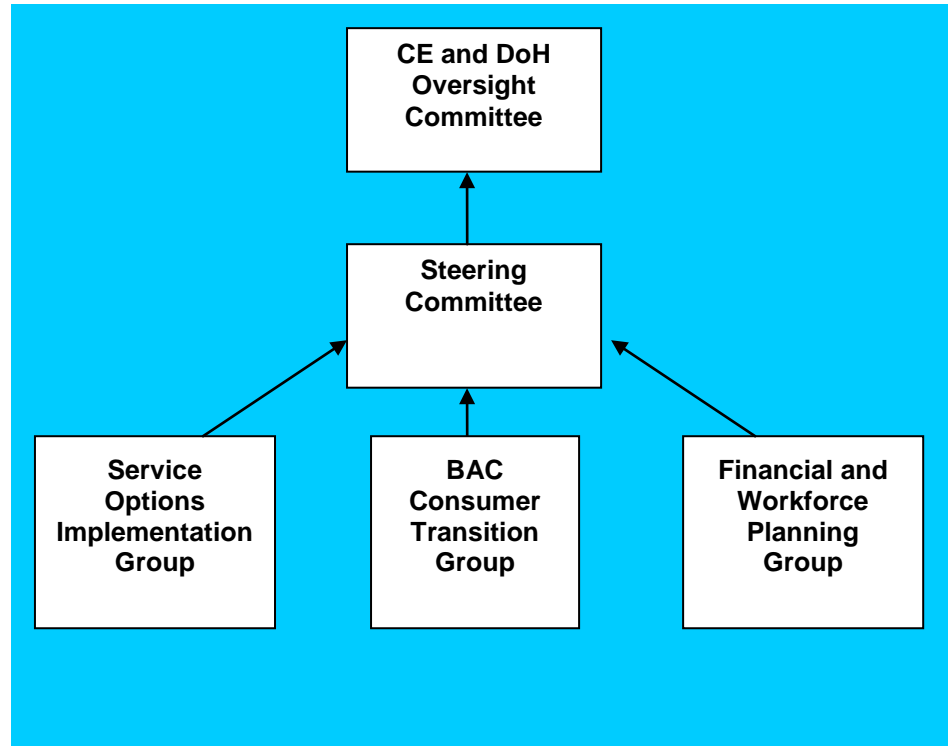 CE and DoH
Oversight
Committee
Steering
Committee
Service
Options
Implementation
Group
BAC
Consumer
Transition
Group
Financial and
Workforce
Planning
Group